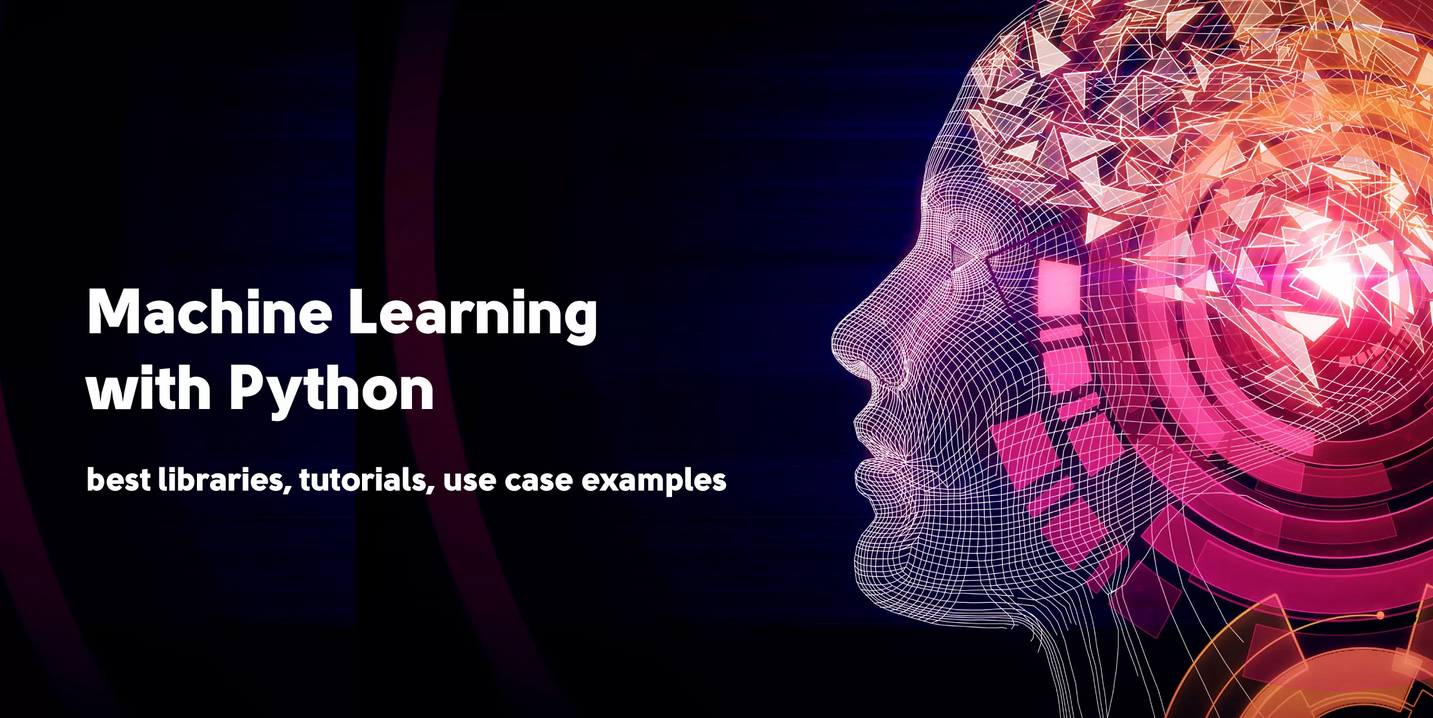 Machine Learning
with Python
best libraries, tutorials, use case examples